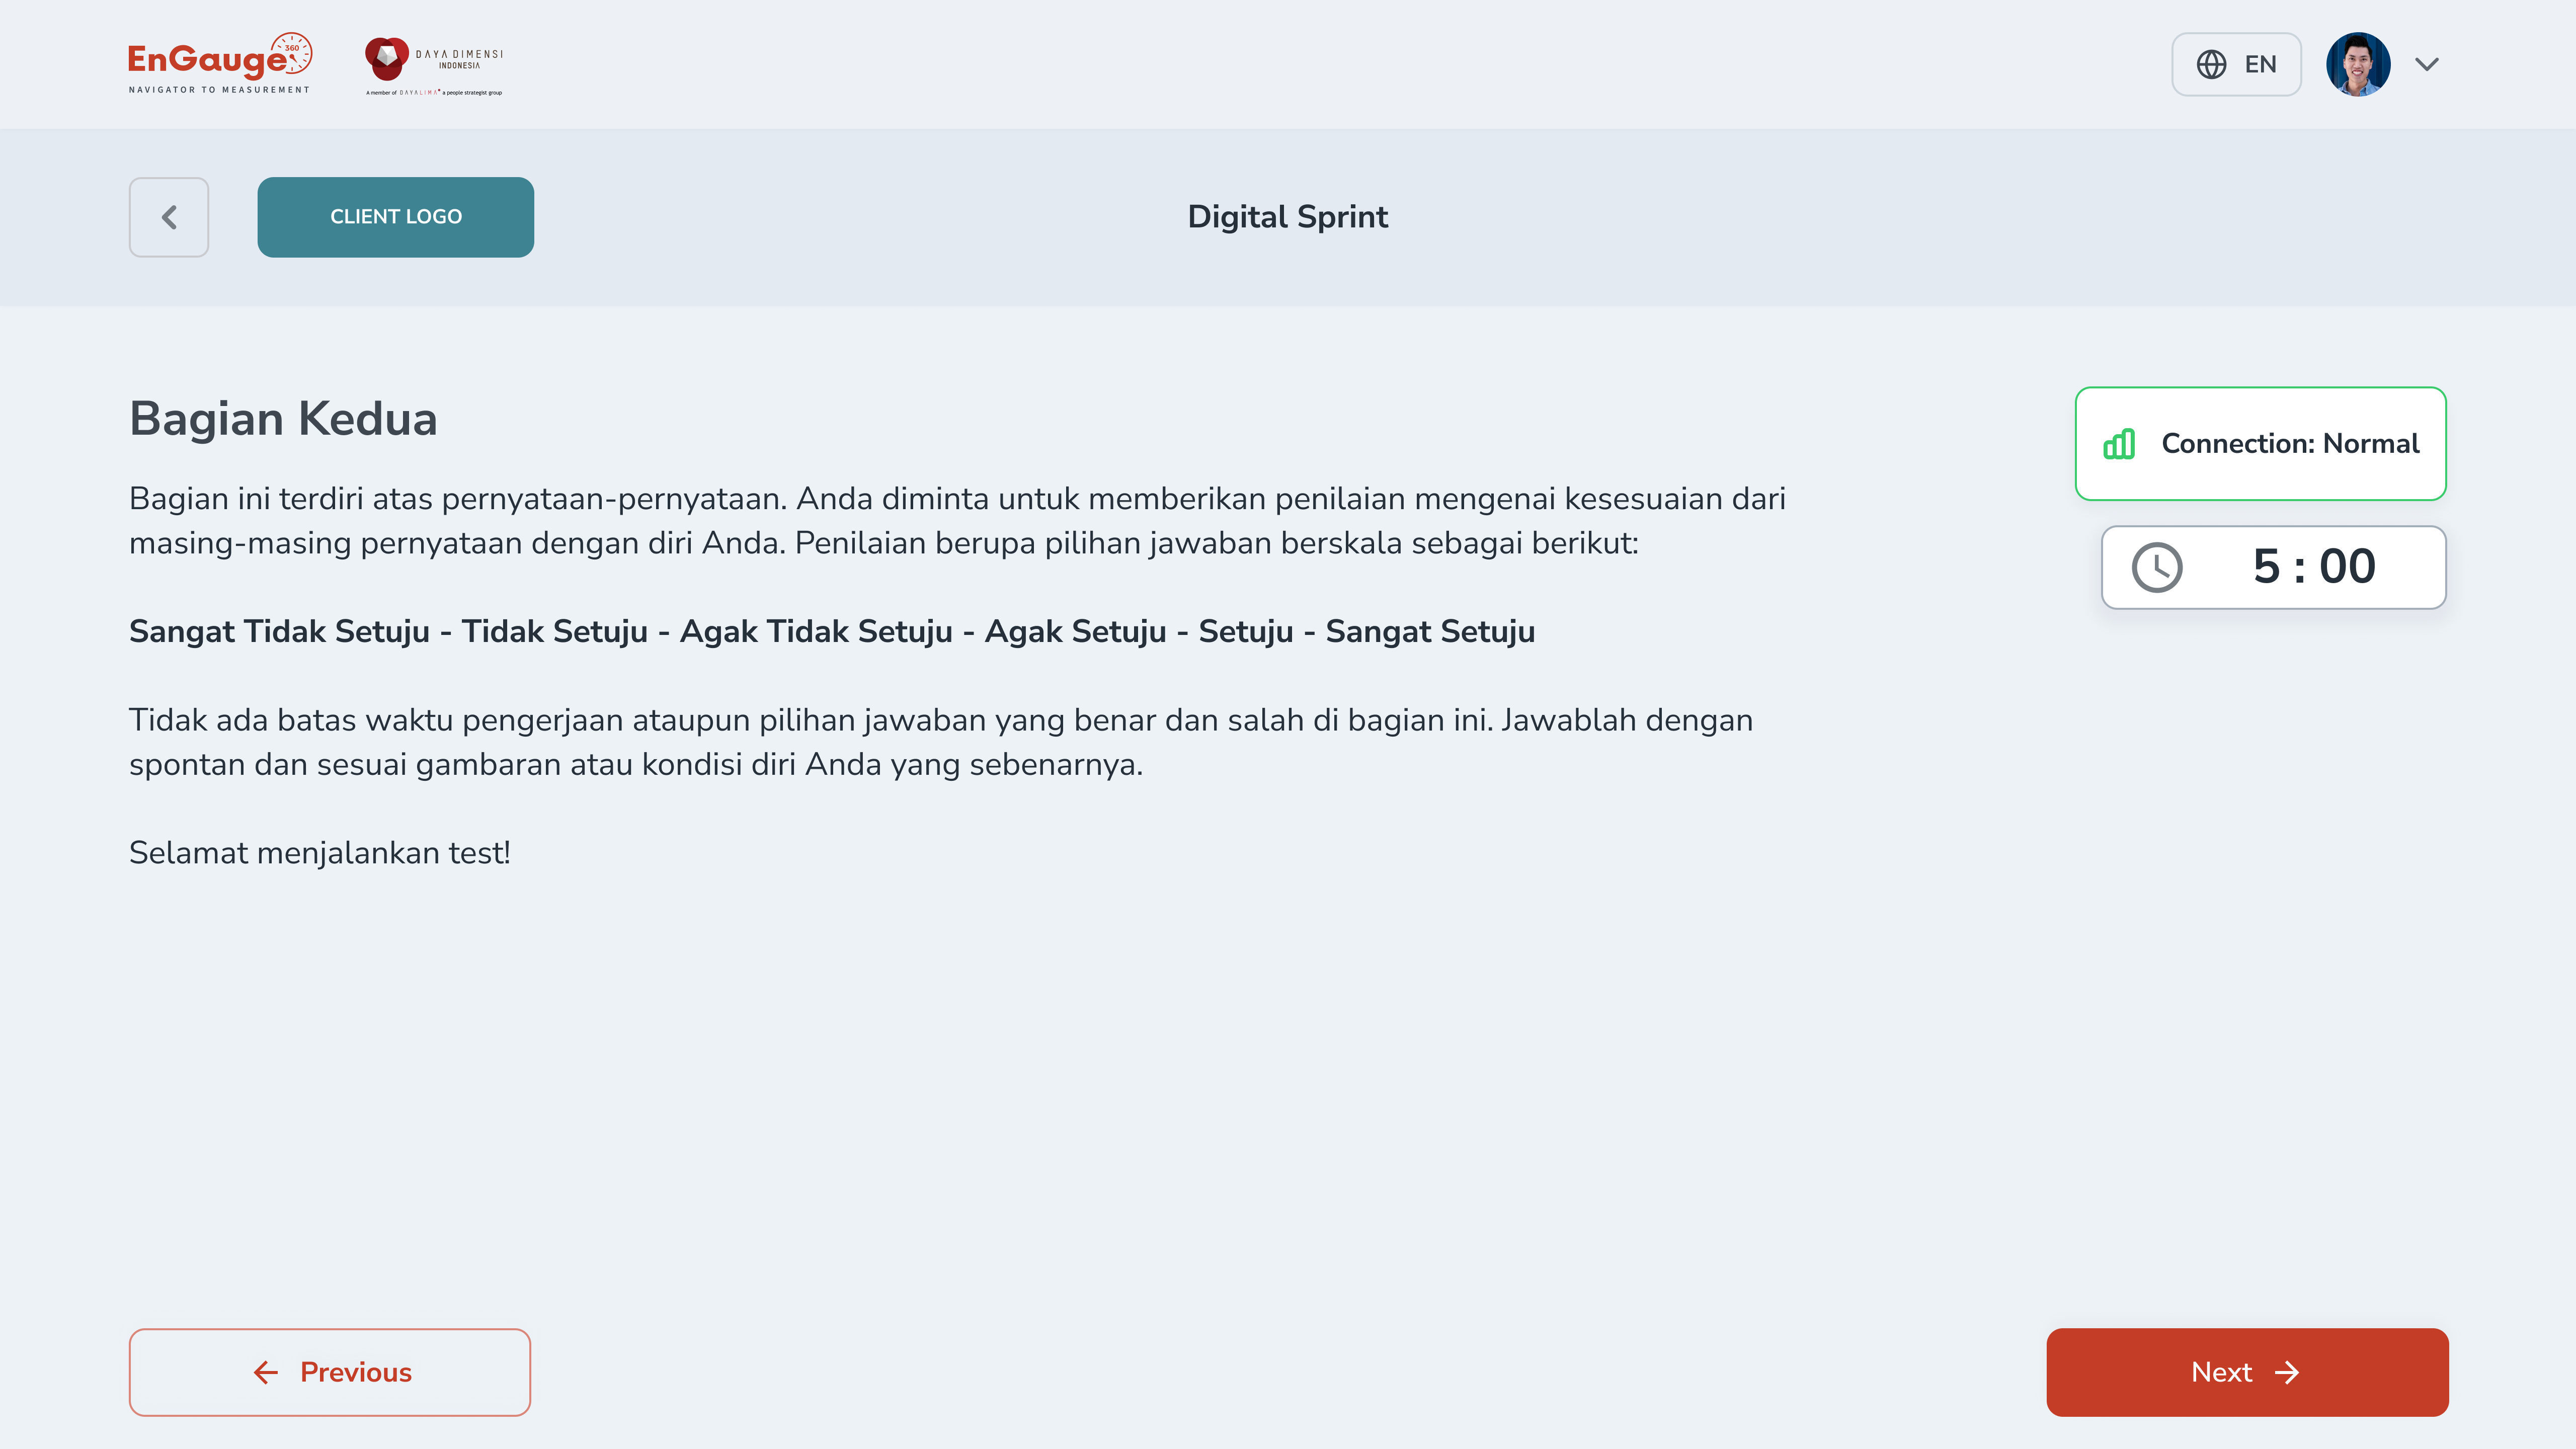 EnGauge 360
NAVIGATOR TO MEASUREMENT
DAYA DIMENSI
INDONESIA
A member of DAYALIMA a people strategist group
EN
CLIENT LOGO
Digital Sprint
Bagian Kedua
Bagian ini terdiri atas pernyataan-pernyataan. Anda diminta untuk memberikan penilaian mengenai kesesuaian dari
masing-masing pernyataan dengan diri Anda. Penilaian berupa pilihan jawaban berskala sebagai berikut:
Sangat Tidak Setuju - Tidak Setuju - Agak Tidak Setuju - Agak Setuju - Setuju - Sangat Setuju
Tidak ada batas waktu pengerjaan ataupun pilihan jawaban yang benar dan salah di bagian ini. Jawablah dengan
spontan dan sesuai gambaran atau kondisi diri Anda yang sebenarnya.
Selamat menjalankan test!
Connection: Normal
5 : 00
Previous
Next